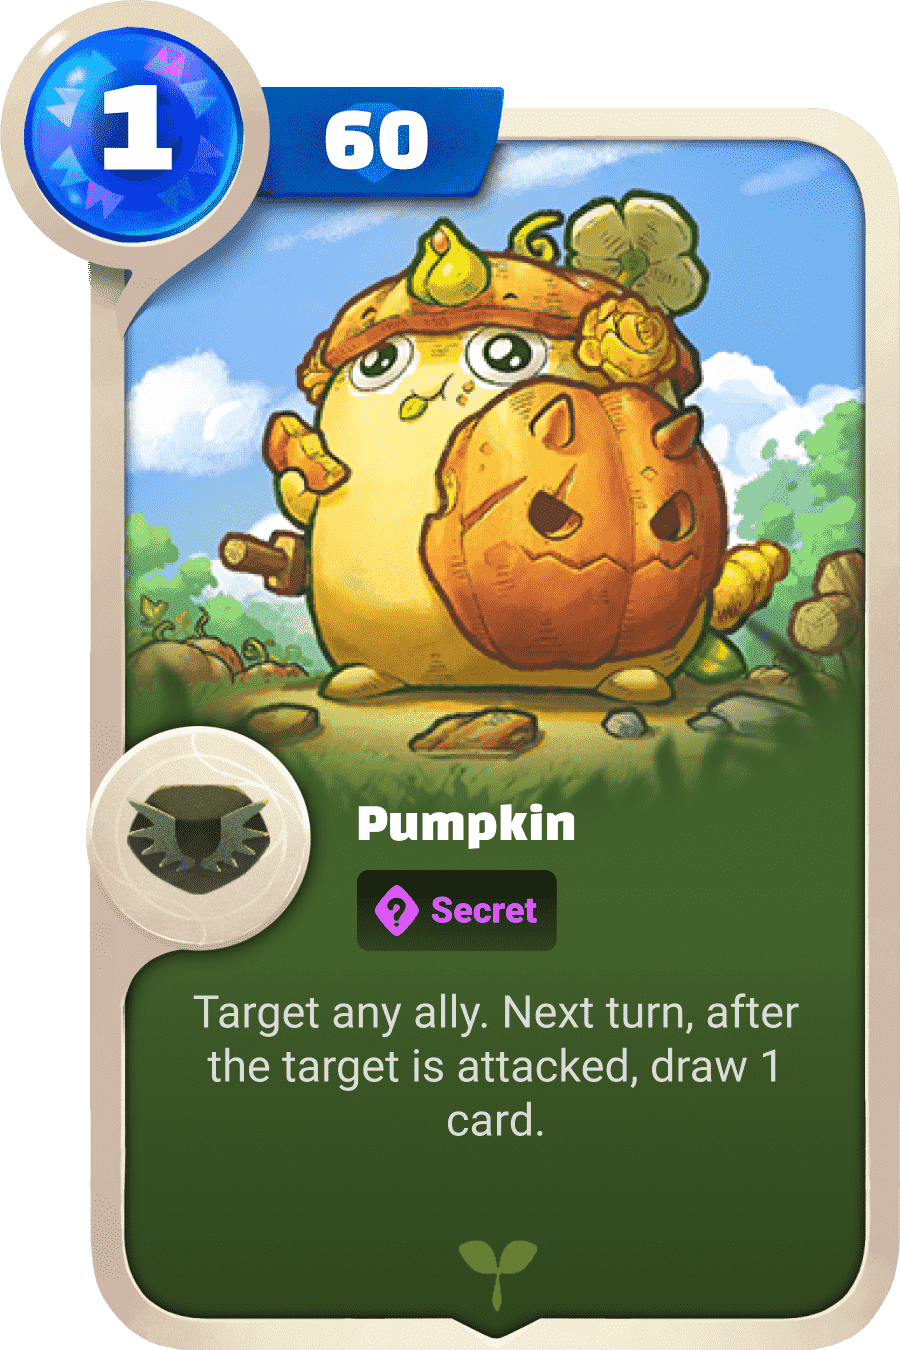 1
60
Pumpkin
Secret
Target any ally. Next turn, after
the target is attacked, draw 1
card.